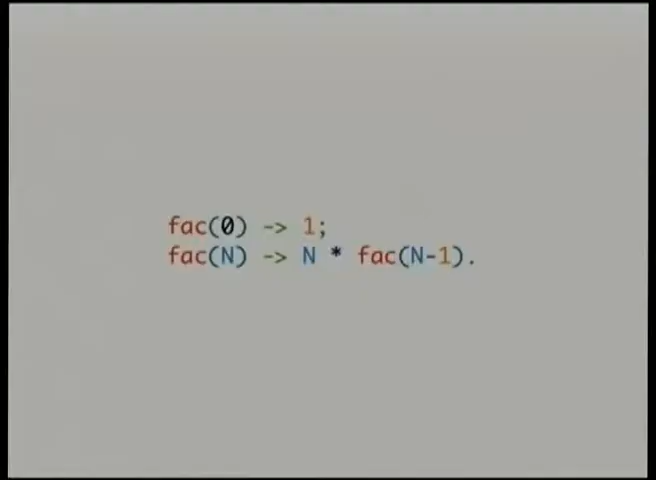 fac(0) -> 1;
fac(N) -> N * fac(N-1).